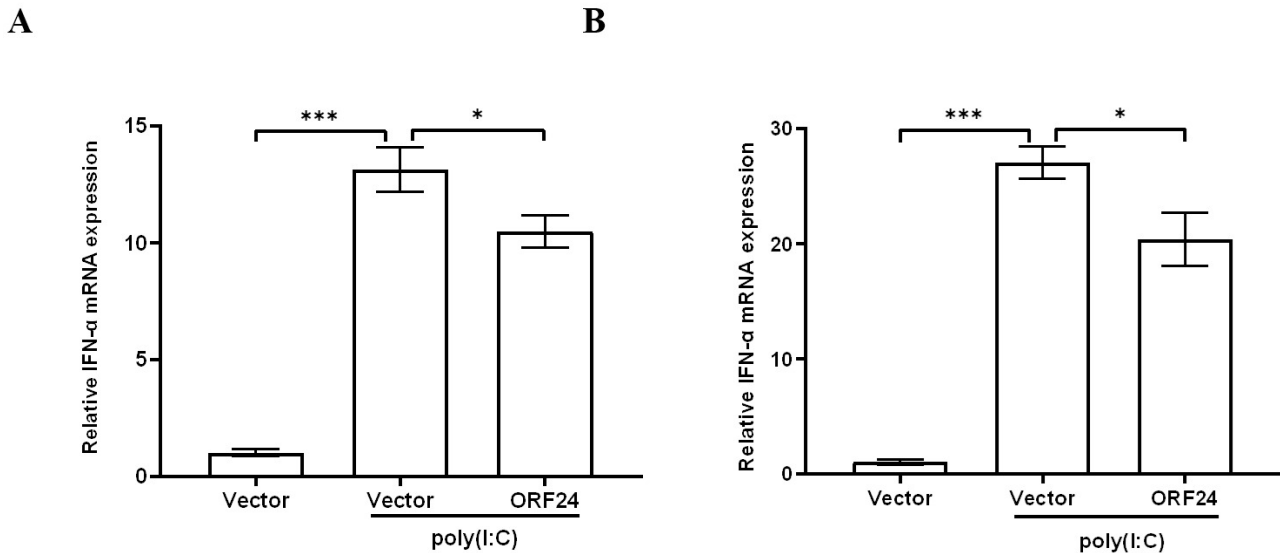 A
Relative IFN-α mRNA expression
15
10
5
0
***
*
Vector
Vector
ORF24
poly(I:C)
B
Relative IFN-α mRNA expression
30
20
10
0
***
*
Vector
Vector
ORF24
poly(I:C)